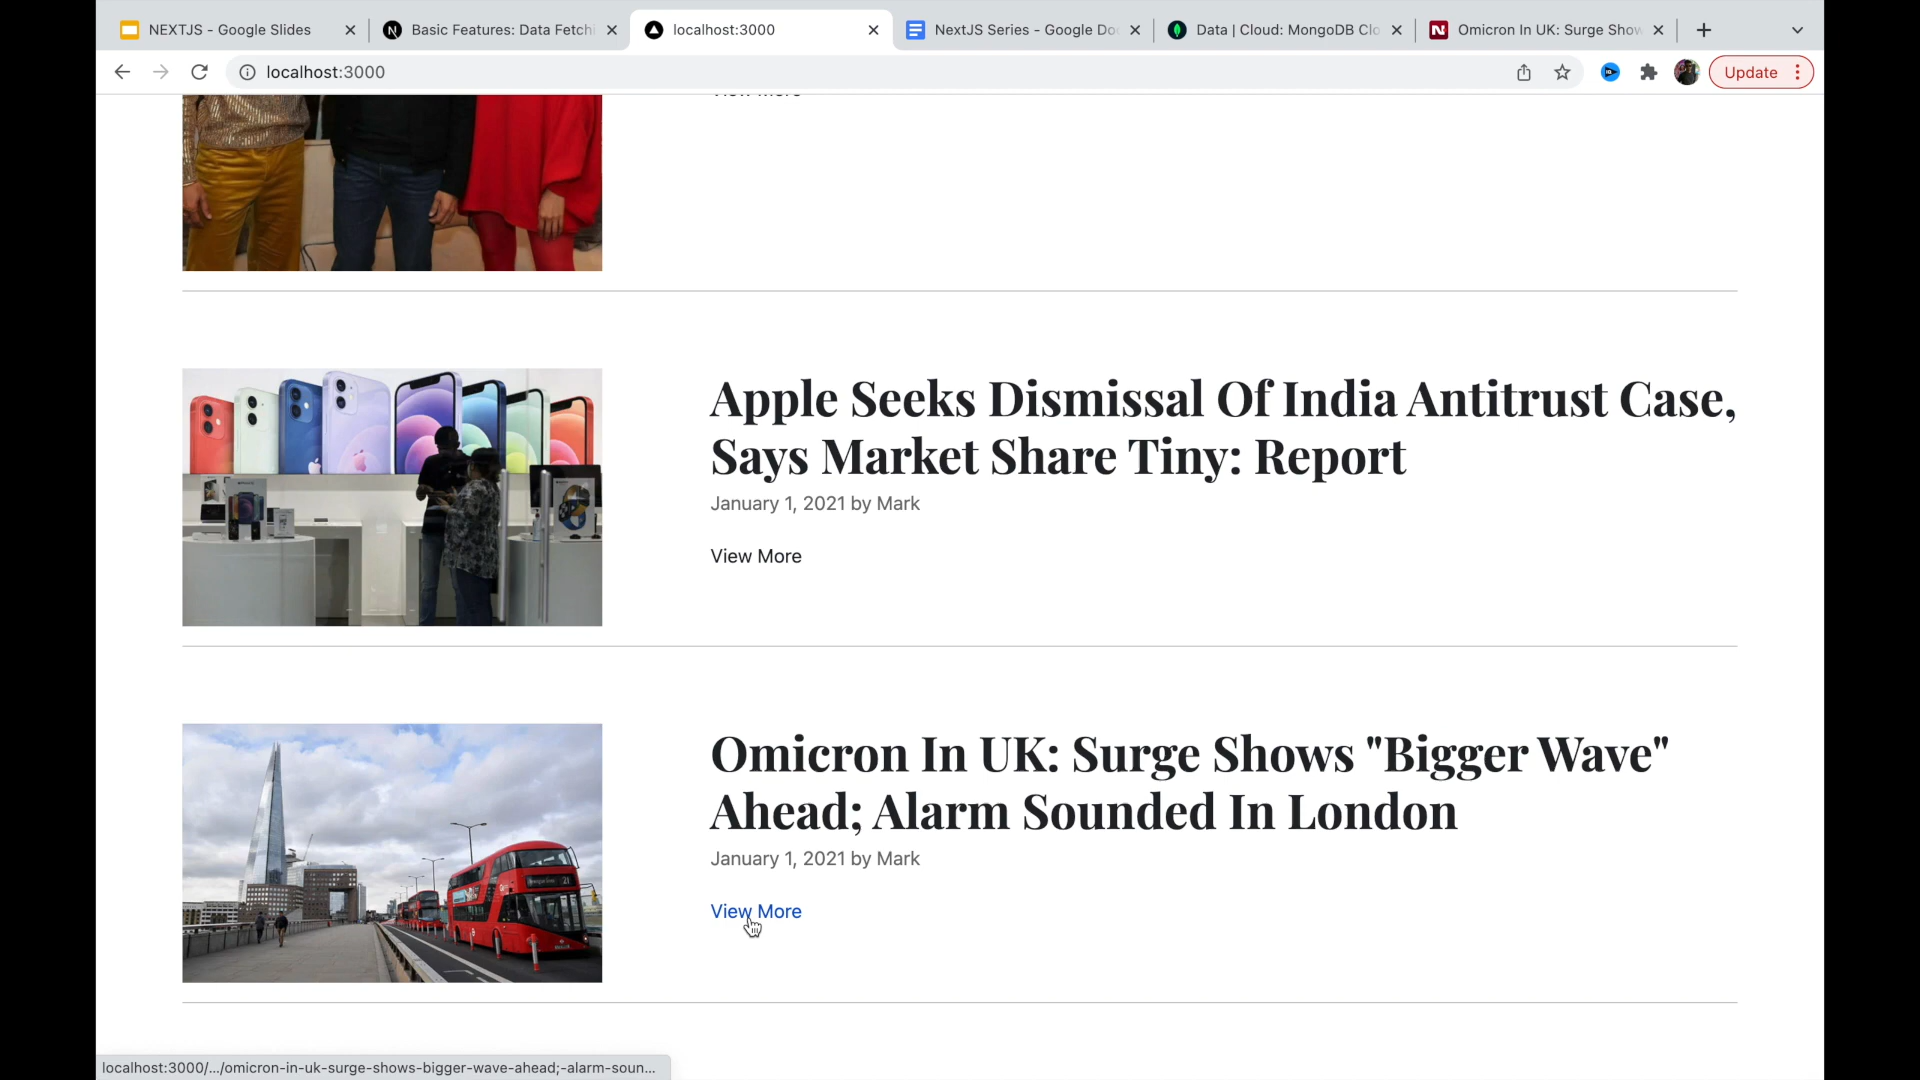 NEXTJS - Google Slides
Basic Features: Data Fetchi
localhost:3000
NextJS Series - Google Do
Data | Cloud: MongoDB Clo
Omicron In UK: Surge Show
localhost:3000
Update
View More
Apple Seeks Dismissal Of India Antitrust Case,
Says Market Share Tiny: Report
January 1, 2021 by Mark
View More
Omicron In UK: Surge Shows "Bigger Wave"
Ahead; Alarm Sounded In London
January 1, 2021 by Mark
View More
localhost:3000/.../omicron-in-uk-surge-shows-bigger-wave-ahead;-alarm-soun...